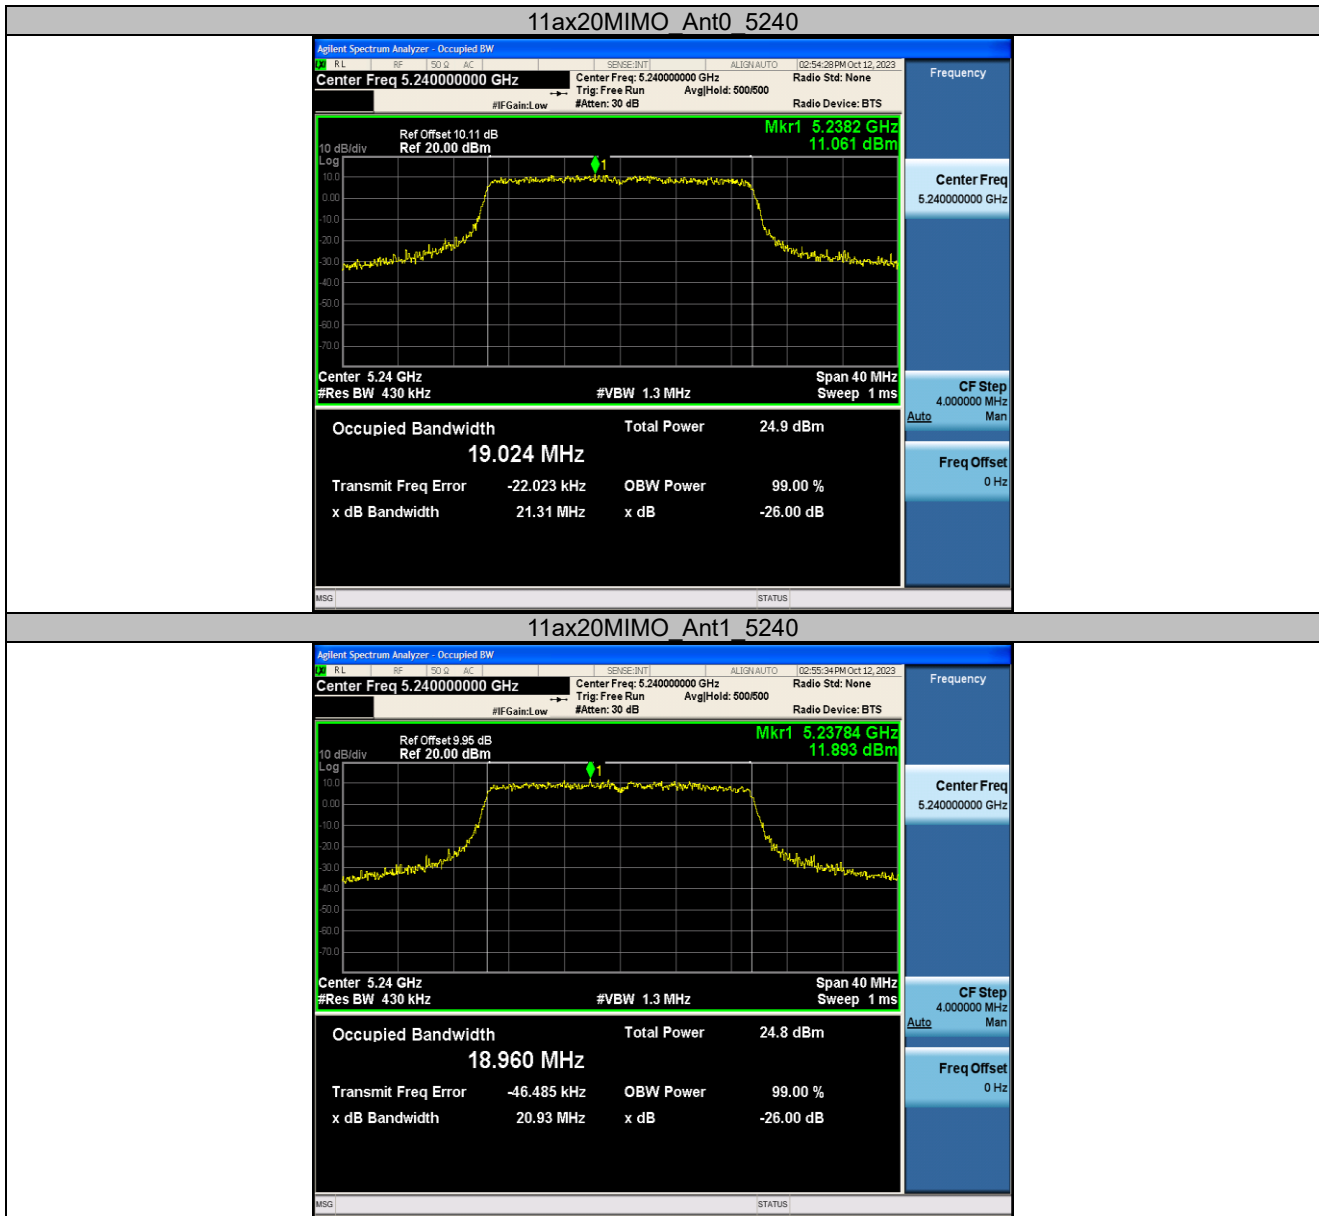 11ax20MIMO_Ant0_5240
Agilent Spectrum Analyzer - Occupied BW
RL RF 50 Ω AC SENSE:INT ALIGN AUTO 02:54:28 PM Oct 12, 2023
Center Freq 5.240000000 GHz
Center Freq: 5.240000000 GHz Radio Std: None
Trig: Free Run Avg|Hold: 500/500
#IFGain:Low #Atten: 30 dB Radio Device: BTS
Frequency
Mkr1 5.2382 GHz
11.061 dBm
Ref Offset 10.11 dB
10 dB/div Ref 20.00 dBm
Log
1
10.0
0.00
-10.0
-20.0
-30.0
-40.0
-50.0
-60.0
-70.0
Center 5.24 GHz Span 40 MHz
#Res BW 430 kHz #VBW 1.3 MHz Sweep 1 ms
Center Freq
5.240000000 GHz
CF Step
4.000000 MHz
Auto Man
Freq Offset
0 Hz
Occupied Bandwidth Total Power 24.9 dBm
19.024 MHz
Transmit Freq Error -22.023 kHz OBW Power 99.00 %
x dB Bandwidth 21.31 MHz x dB -26.00 dB
MSG STATUS
11ax20MIMO_Ant1_5240
Agilent Spectrum Analyzer - Occupied BW
RL RF 50 Ω AC SENSE:INT ALIGN AUTO 02:55:34 PM Oct 12, 2023
Center Freq 5.240000000 GHz
Center Freq: 5.240000000 GHz Radio Std: None
Trig: Free Run Avg|Hold: 500/500
#IFGain:Low #Atten: 30 dB Radio Device: BTS
Frequency
Mkr1 5.23784 GHz
11.893 dBm
Ref Offset 9.95 dB
10 dB/div Ref 20.00 dBm
Log
1
10.0
0.00
-10.0
-20.0
-30.0
-40.0
-50.0
-60.0
-70.0
Center 5.24 GHz Span 40 MHz
#Res BW 430 kHz #VBW 1.3 MHz Sweep 1 ms
Center Freq
5.240000000 GHz
CF Step
4.000000 MHz
Auto Man
Freq Offset
0 Hz
Occupied Bandwidth Total Power 24.8 dBm
18.960 MHz
Transmit Freq Error -46.485 kHz OBW Power 99.00 %
x dB Bandwidth 20.93 MHz x dB -26.00 dB
MSG STATUS